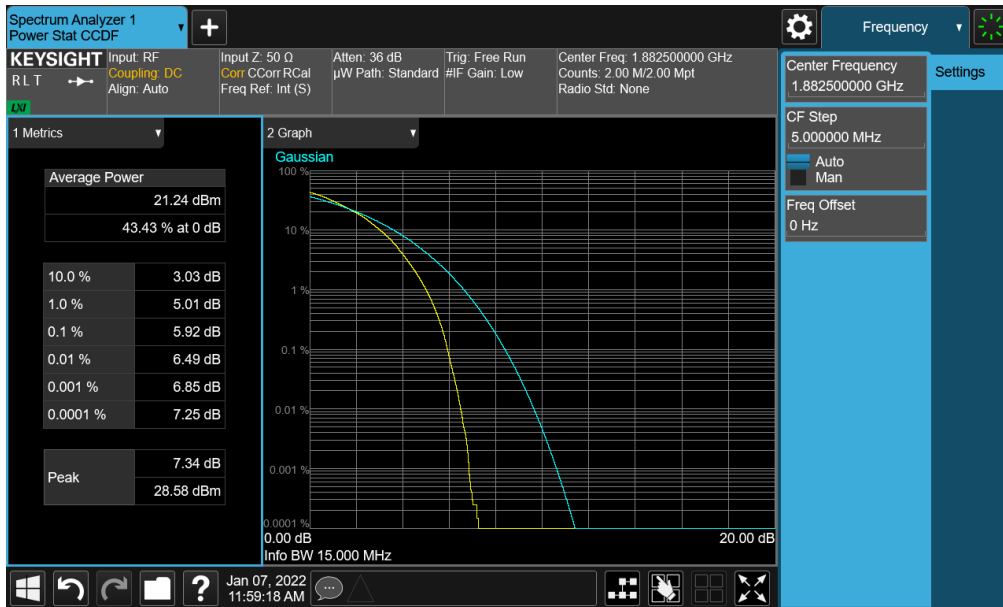 Spectrum Analyzer 1
Power Stat CCDF
+
Frequency
KEYSIGHT
R L T
LXI
Input: RF
Coupling: DC
Align: Auto
Input Z: 50 Ω
Corr CCorr RCal
Freq Ref: Int (S)
Atten: 36 dB
µW Path: Standard
Trig: Free Run
#IF Gain: Low
Center Freq: 1.882500000 GHz
Counts: 2.00 M/2.00 Mpt
Radio Std: None
Center Frequency
1.882500000 GHz
Settings
CF Step
5.000000 MHz
Auto
Man
Freq Offset
0 Hz
1 Metrics
Average Power
21.24 dBm
43.43 % at 0 dB
10.0 % 3.03 dB
1.0 % 5.01 dB
0.1 % 5.92 dB
0.01 % 6.49 dB
0.001 % 6.85 dB
0.0001 % 7.25 dB
Peak
7.34 dB
28.58 dBm
2 Graph
Gaussian
100 %
10 %
1 %
0.1 %
0.01 %
0.001 %
0.0001 %
0.00 dB 20.00 dB
Info BW 15.000 MHz
?
Jan 07, 2022
11:59:18 AM